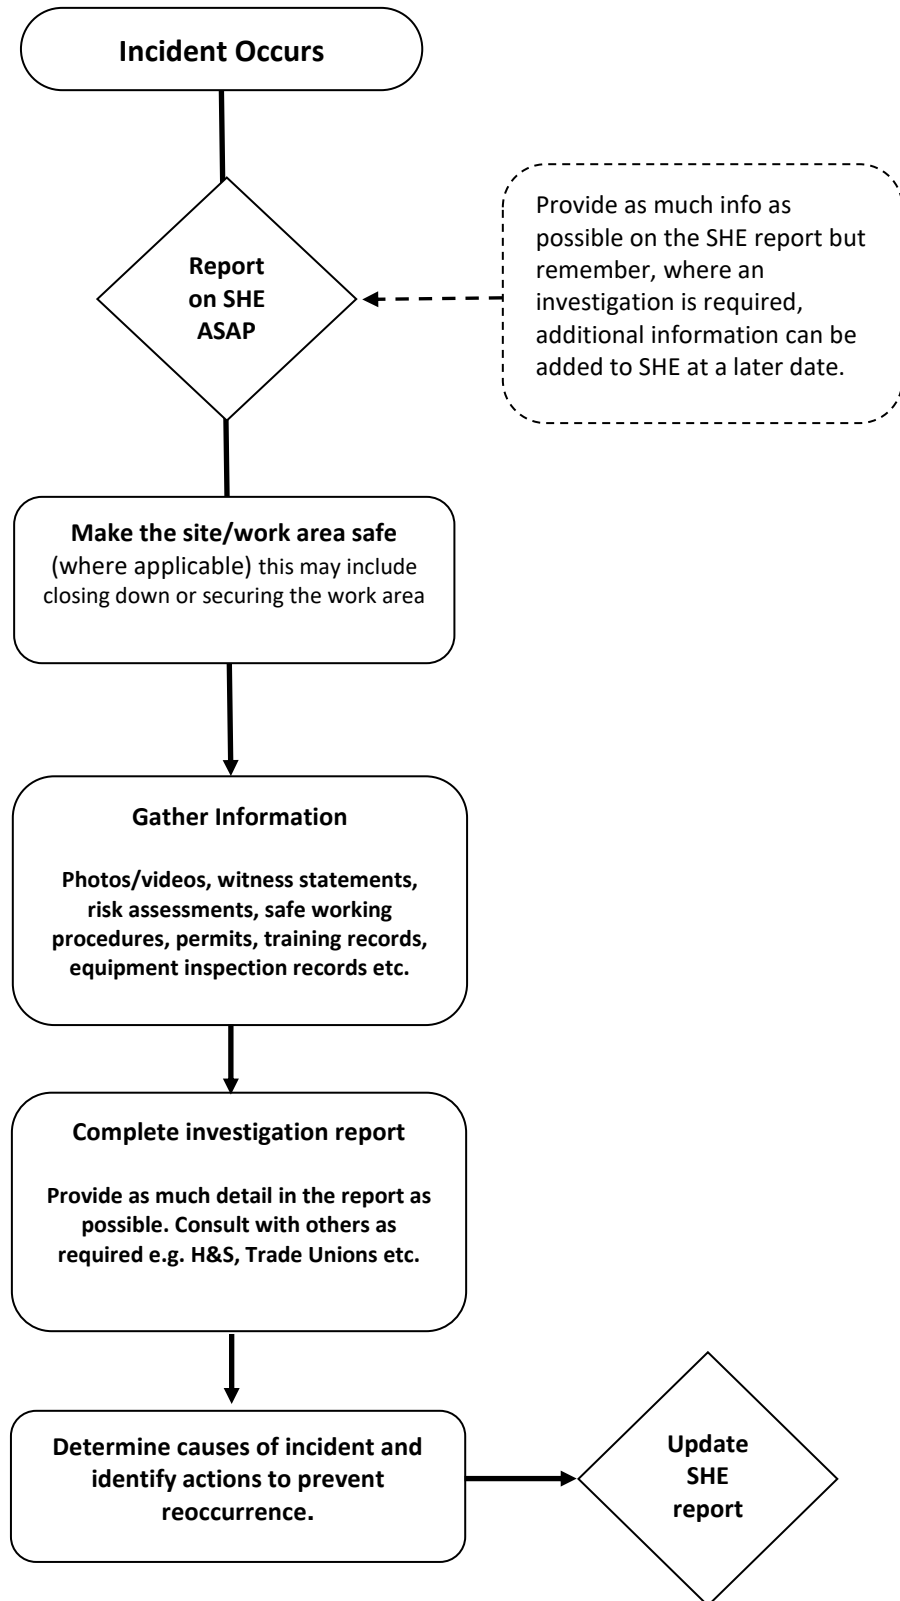 Incident Occurs
Report
on SHE
ASAP
Provide as much info as
possible on the SHE report but
remember, where an
investigation is required,
additional information can be
added to SHE at a later date.
Make the site/work area safe
(where applicable) this may include
closing down or securing the work area
Gather Information
Photos/videos, witness statements,
risk assessments, safe working
procedures, permits, training records,
equipment inspection records etc.
Complete investigation report
Provide as much detail in the report as
possible. Consult with others as
required e.g. H&S, Trade Unions etc.
Determine causes of incident and
identify actions to prevent
reoccurrence.
Update
SHE
report